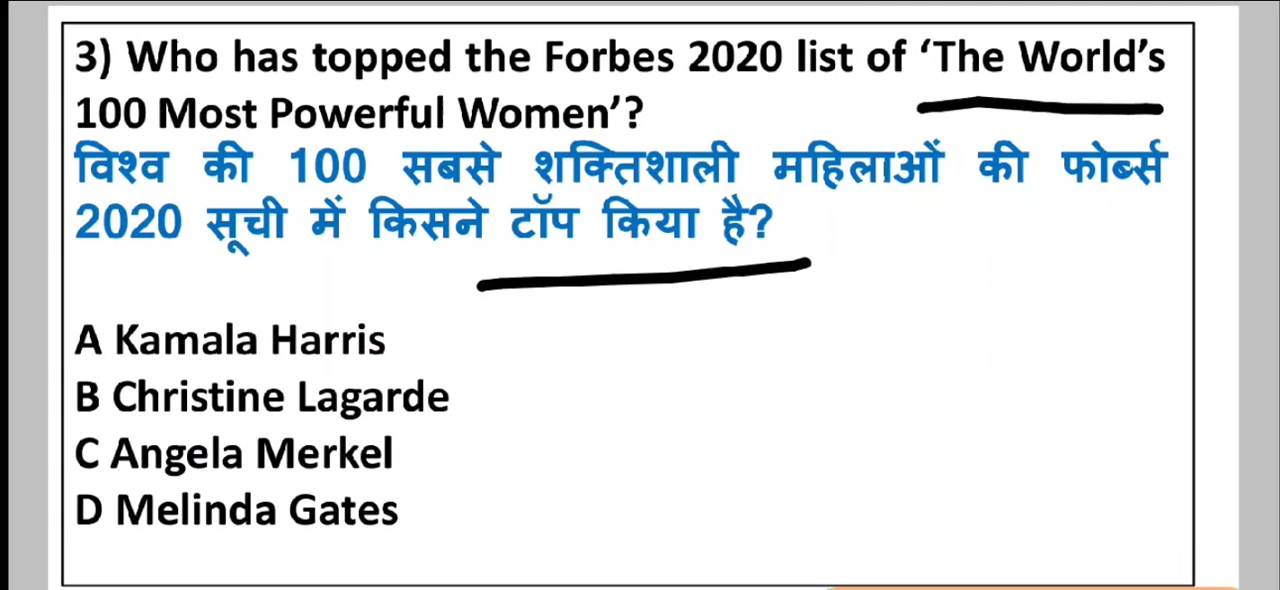 3) Who has topped the Forbes 2020 list of ‘The World’s
100 Most Powerful Women’?
विश्व की 100 सबसे शक्तिशाली महिलाओं की फोर्ब्स
2020 सूची में किसने टॉप किया है?
A Kamala Harris
B Christine Lagarde
C Angela Merkel
D Melinda Gates